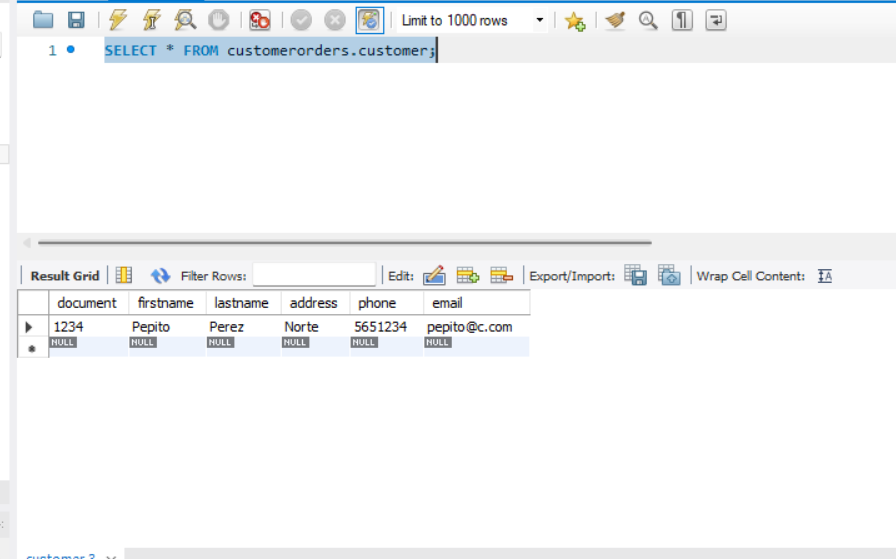 Limit to 1000 rows
1 SELECT * FROM customerorders.customer;
Result Grid Filter Rows: Edit: Export/Import: Wrap Cell Content:
document firstname lastname address phone email
1234 Pepito Perez Norte 5651234 pepito@c.com
NULL NULL NULL NULL NULL NULL
customer 3